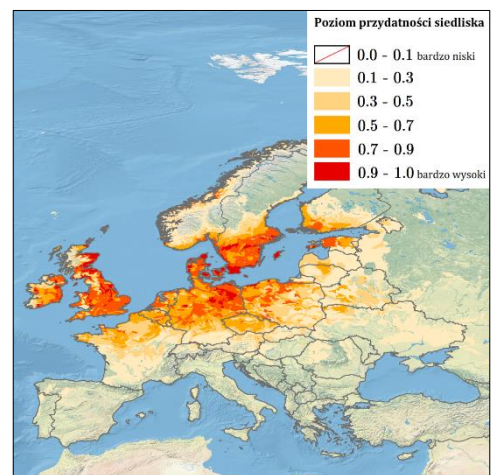 Poziom przydatności siedliska
0.0 - 0.1 bardzo niski
0.1 - 0.3
0.3 - 0.5
0.5 - 0.7
0.7 - 0.9
0.9 - 1.0 bardzo wysoki